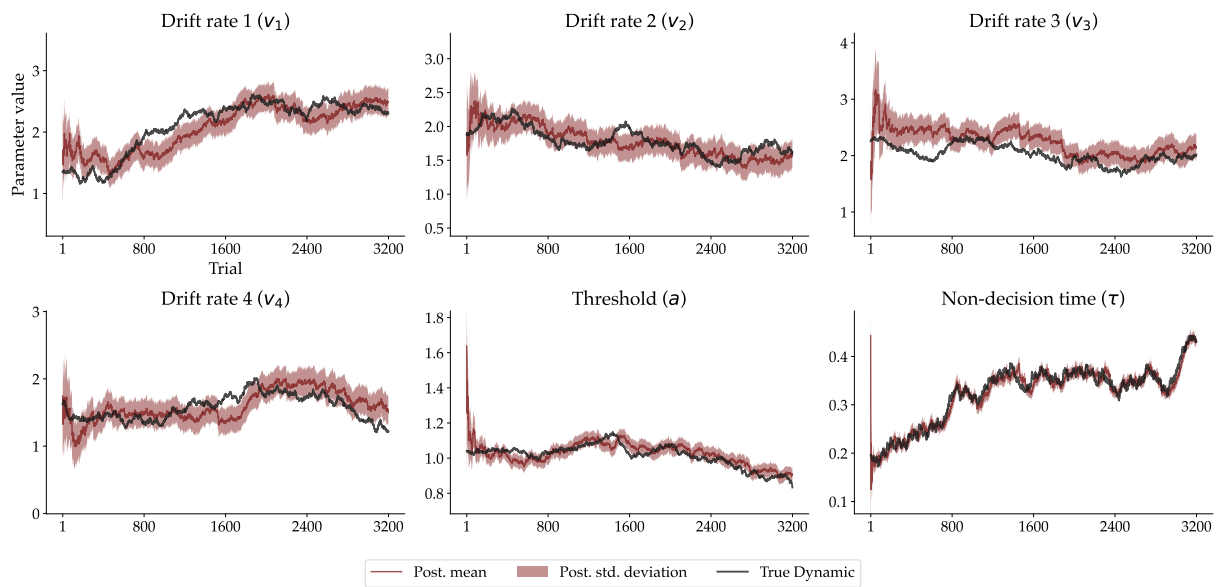 Drift rate 1 (v₁)
Drift rate 2 (v₂)
Drift rate 3 (v₃)
Parameter value
3
2
1
3.0
2.5
2.0
1.5
1.0
0.5
4
3
2
1
1 800 1600 2400 3200
1 800 1600 2400 3200
1 800 1600 2400 3200
Trial
Drift rate 4 (v₄)
Threshold (a)
Non-decision time (τ)
3
2
1
0
1.8
1.6
1.4
1.2
1.0
0.8
0.4
0.3
0.2
0.1
1 800 1600 2400 3200
1 800 1600 2400 3200
1 800 1600 2400 3200
Post. mean
Post. std. deviation
True Dynamic